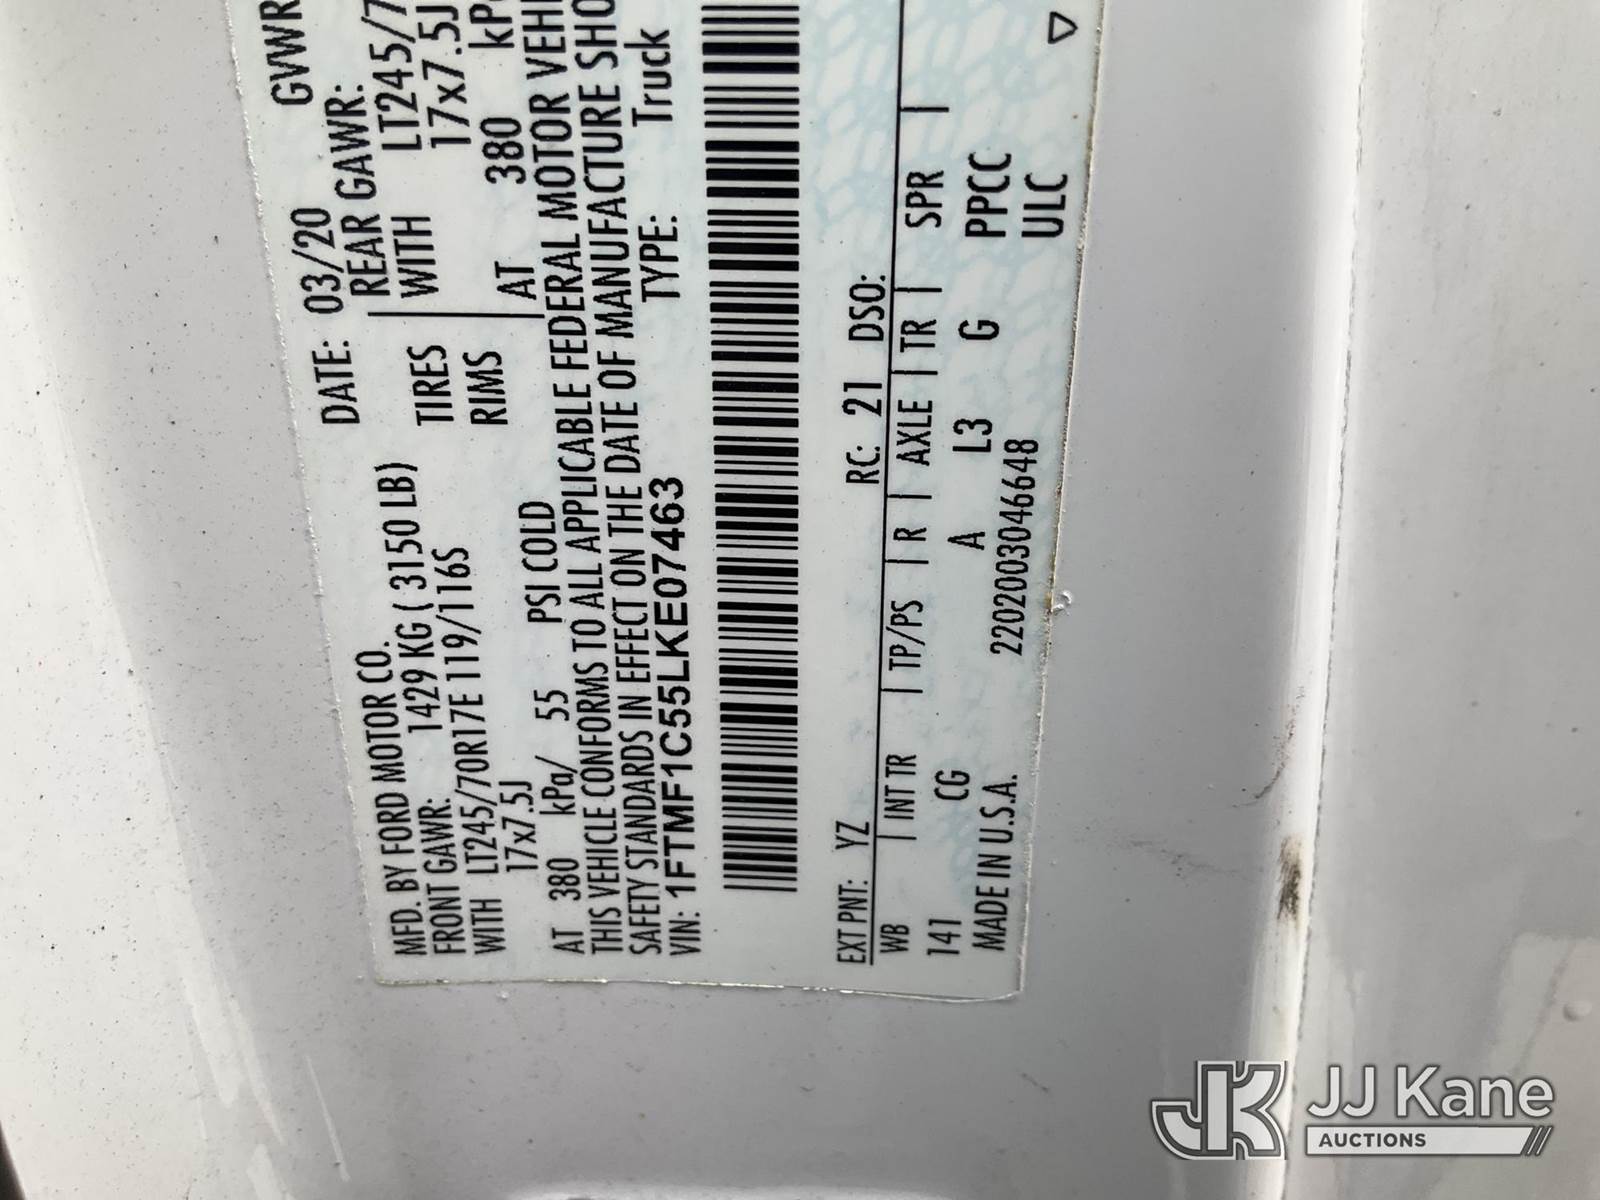 MFD. BY FORD MOTOR CO.
DATE: 03/20 GVWR
FRONT GAWR: 1429 KG ( 3150 LB) REAR GAWR:
WITH LT245/70R17E 119/116S TIRES WITH LT245/7
17x7.5J RIMS 17x7.5J
AT 380 kPa/ 55 PSI COLD AT 380
THIS VEHICLE CONFORMS TO ALL APPLICABLE FEDERAL MOTOR VEHI
SAFETY STANDARDS IN EFFECT ON THE DATE OF MANUFACTURE SHO
VIN: 1FTMF1C55LKE07463 TYPE: Truck
EXT PNT: YZ RC: 21 DSO:
WB | INT TR | TP/PS | R | AXLE | TR | SPR |
141 CG A L3 G PPCC
MADE IN U.S.A. 220200304​6648 ULC
JK JJ Kane
AUCTIONS